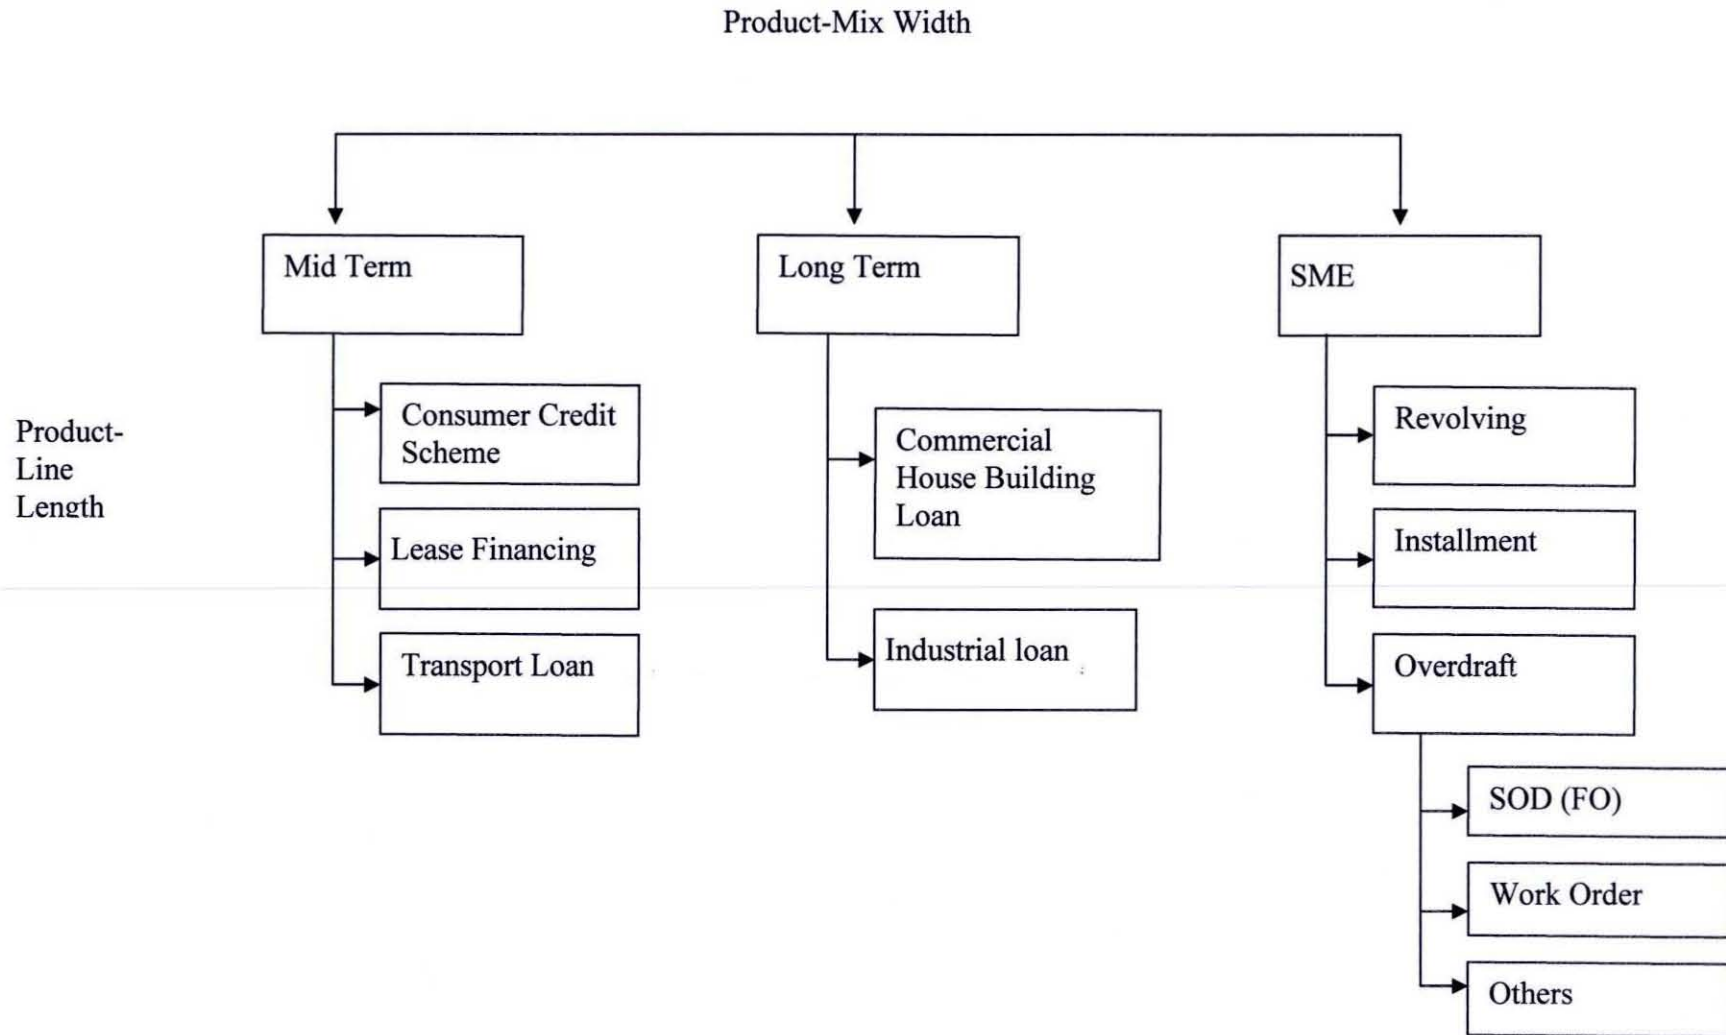 Product-Mix Width
Mid Term
Long Term
SME
Product-
Line
Length
Consumer Credit
Scheme
Lease Financing
Transport Loan
Commercial
House Building
Loan
Industrial loan
Revolving
Installment
Overdraft
SOD (FO)
Work Order
Others